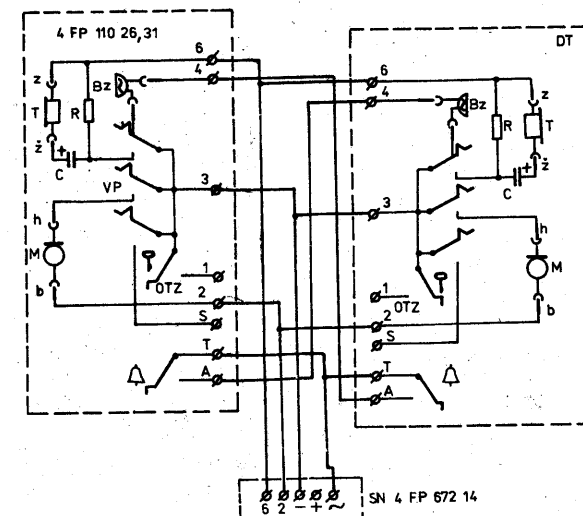 4 FP 110 26,31
DT
6
4
z
Bz
T
R
ž
+
C
VP
3
h
M
b
OTZ
1
2
S
T
A
6
4
Bz
z
R
T
ž
+
C
3
h
M
b
1
OTZ
2
S
T
A
6 2 − + ~
SN 4 FP 672 14